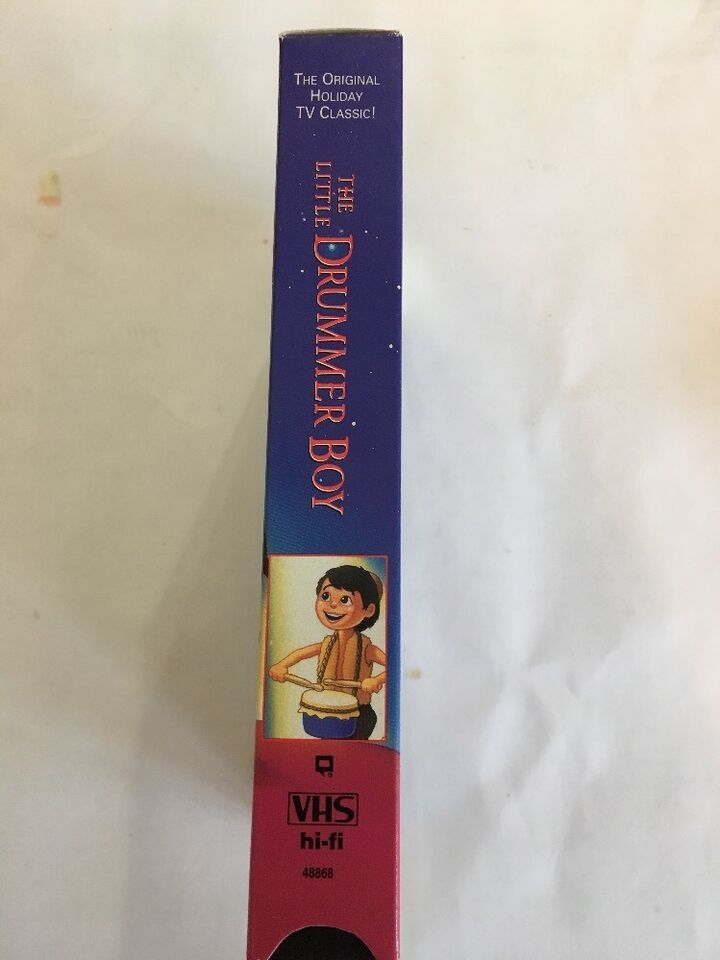 THE ORIGINAL
HOLIDAY
TV CLASSIC!
THE
LITTLE DRUMMER BOY
VHS
hi-fi
48868